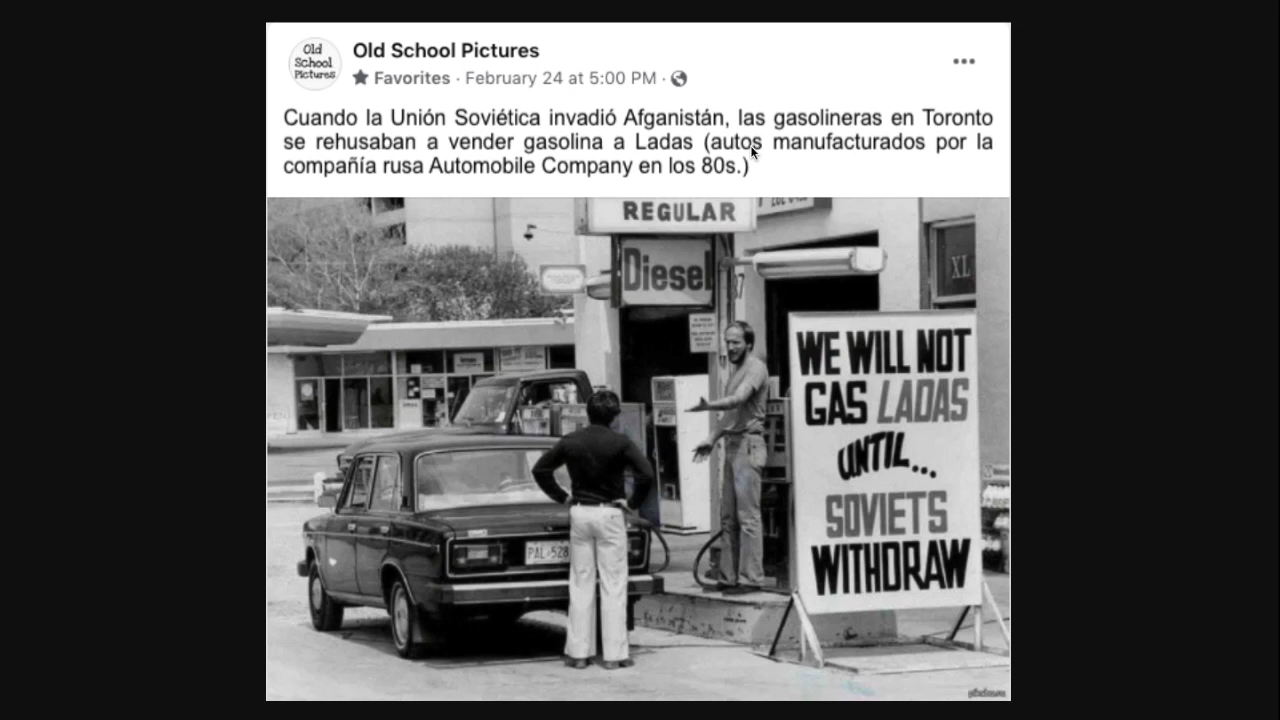 Old
School
Pictures
Old School Pictures
Favorites · February 24 at 5:00 PM ·
Cuando la Unión Soviética invadió Afganistán, las gasolineras en Toronto
se rehusaban a vender gasolina a Ladas (autos manufacturados por la
compañía rusa Automobile Company en los 80s.)
REGULAR
Diesel
XL
WE WILL NOT
GAS LADAS
UNTIL...
SOVIETS
WITHDRAW
PAL-528